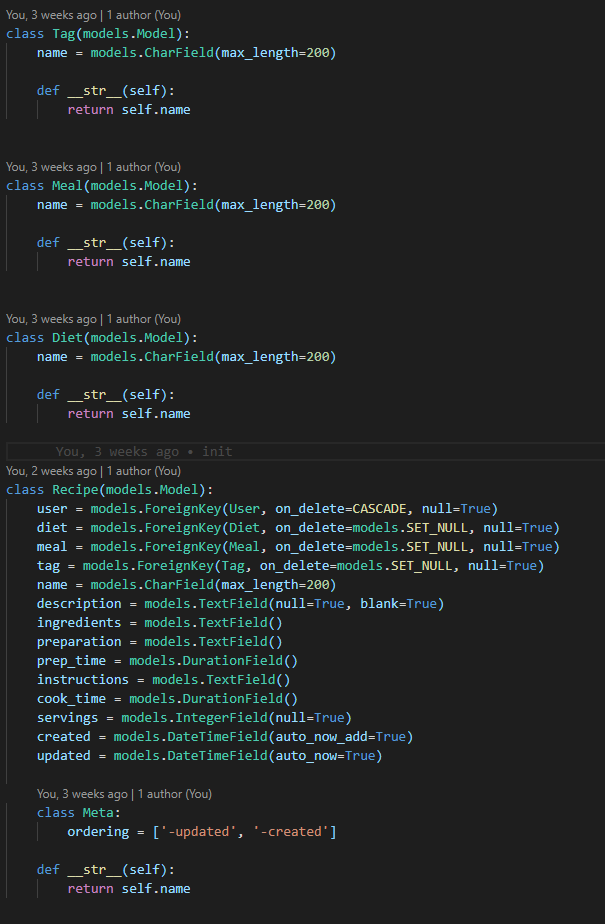 You, 3 weeks ago | 1 author (You)
class Tag(models.Model):
    name = models.CharField(max_length=200)
    def __str__(self):
        return self.name
You, 3 weeks ago | 1 author (You)
class Meal(models.Model):
    name = models.CharField(max_length=200)
    def __str__(self):
        return self.name
You, 3 weeks ago | 1 author (You)
class Diet(models.Model):
    name = models.CharField(max_length=200)
    def __str__(self):
        return self.name
You, 3 weeks ago • init
You, 2 weeks ago | 1 author (You)
class Recipe(models.Model):
    user = models.ForeignKey(User, on_delete=CASCADE, null=True)
    diet = models.ForeignKey(Diet, on_delete=models.SET_NULL, null=True)
    meal = models.ForeignKey(Meal, on_delete=models.SET_NULL, null=True)
    tag = models.ForeignKey(Tag, on_delete=models.SET_NULL, null=True)
    name = models.CharField(max_length=200)
    description = models.TextField(null=True, blank=True)
    ingredients = models.TextField()
    preparation = models.TextField()
    prep_time = models.DurationField()
    instructions = models.TextField()
    cook_time = models.DurationField()
    servings = models.IntegerField(null=True)
    created = models.DateTimeField(auto_now_add=True)
    updated = models.DateTimeField(auto_now=True)
    You, 3 weeks ago | 1 author (You)
    class Meta:
        ordering = ['-updated', '-created']
    def __str__(self):
        return self.name